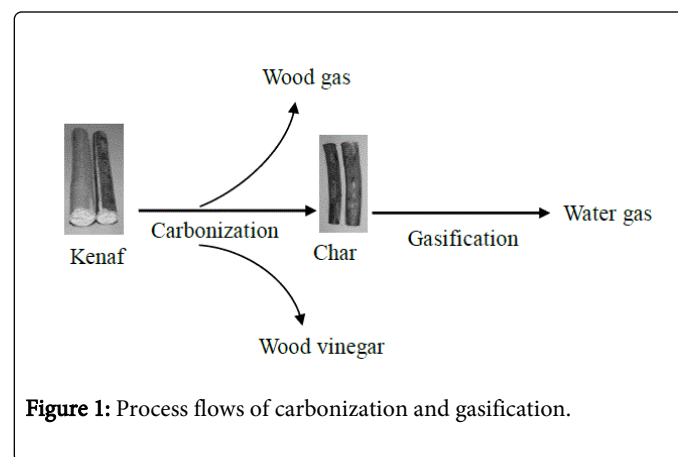 Wood gas
Kenaf
Carbonization
Char
Gasification
Water gas
Wood vinegar
Figure 1: Process flows of carbonization and gasification.